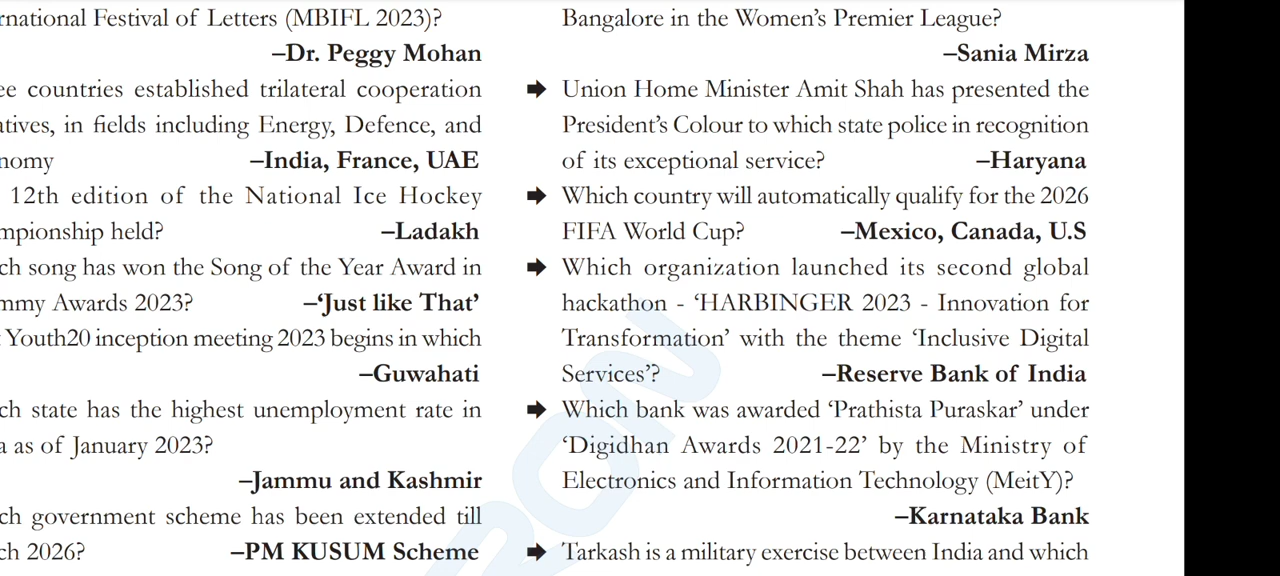 rnational Festival of Letters (MBIFL 2023)?
–Dr. Peggy Mohan
ee countries established trilateral cooperation
atives, in fields including Energy, Defence, and
nomy –India, France, UAE
12th edition of the National Ice Hockey
mpionship held? –Ladakh
ch song has won the Song of the Year Award in
mmy Awards 2023? –‘Just like That’
t Youth20 inception meeting 2023 begins in which
–Guwahati
ch state has the highest unemployment rate in
a as of January 2023?
–Jammu and Kashmir
ch government scheme has been extended till
ch 2026? –PM KUSUM Scheme
Bangalore in the Women’s Premier League?
–Sania Mirza
➡ Union Home Minister Amit Shah has presented the
President’s Colour to which state police in recognition
of its exceptional service? –Haryana
➡ Which country will automatically qualify for the 2026
FIFA World Cup? –Mexico, Canada, U.S
➡ Which organization launched its second global
hackathon - ‘HARBINGER 2023 - Innovation for
Transformation’ with the theme ‘Inclusive Digital
Services’? –Reserve Bank of India
➡ Which bank was awarded ‘Prathista Puraskar’ under
‘Digidhan Awards 2021-22’ by the Ministry of
Electronics and Information Technology (MeitY)?
–Karnataka Bank
➡ Tarkash is a military exercise between India and which